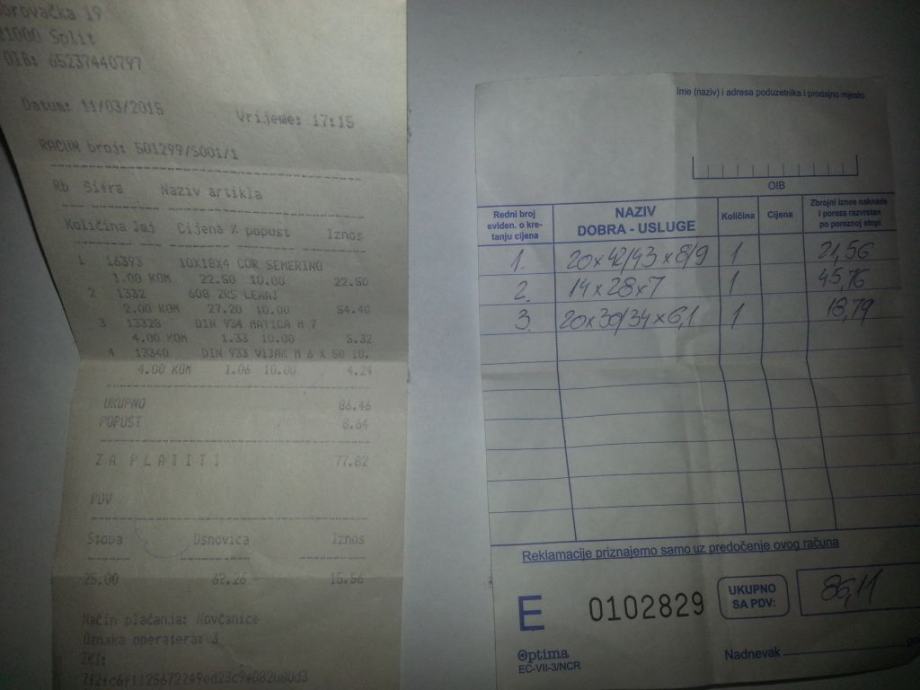 21000 Split
OIB: 65237440797
Datum: 11/03/2015 Vrijeme: 17:15
RACUN broj: 501299/S001/1
Rb Sifra Naziv artikla
Količina Jmj Cijena % popust Iznos
1 16393 10X18X4 COR SEMERING
1.00 KOM 22.50 10.00 22.50
2 1332 608 2RS LEZAJ
2.00 KOM 27.20 10.00 54.40
3 13328 DIN 934 MATICA M 7
4.00 KOM 1.33 10.00 5.32
4 13340 DIN 933 VIJAK M 6 X 50 10.
4.00 KOM 1.06 10.00 4.24
UKUPNO 86.46
POPUST 8.64
ZA PLATITI 77.82
PDV
Stopa Osnovica Iznos
25.00 62.26 15.56
Način plaćanja: Novčanice
Oznaka operatera: 3
ZKI:
Ime (naziv) i adresa poduzetnika i prodajno mjesto
OIB
Redni broj eviden. o kretanju cijena
NAZIV DOBRA - USLUGE
Količina
Cijena
Zbrojni iznos naknade i poreza razvrstan po poreznoj stopi
1. 20x42/43x8/9 1 21,56
2. 14x28x7 1 45,76
3. 20x30/34x6,1 1 18,79
Reklamacije priznajemo samo uz predočenje ovog računa
E 0102829 UKUPNO SA PDV: 86,11
Optima
EC-VII-3/NCR
Nadnevak